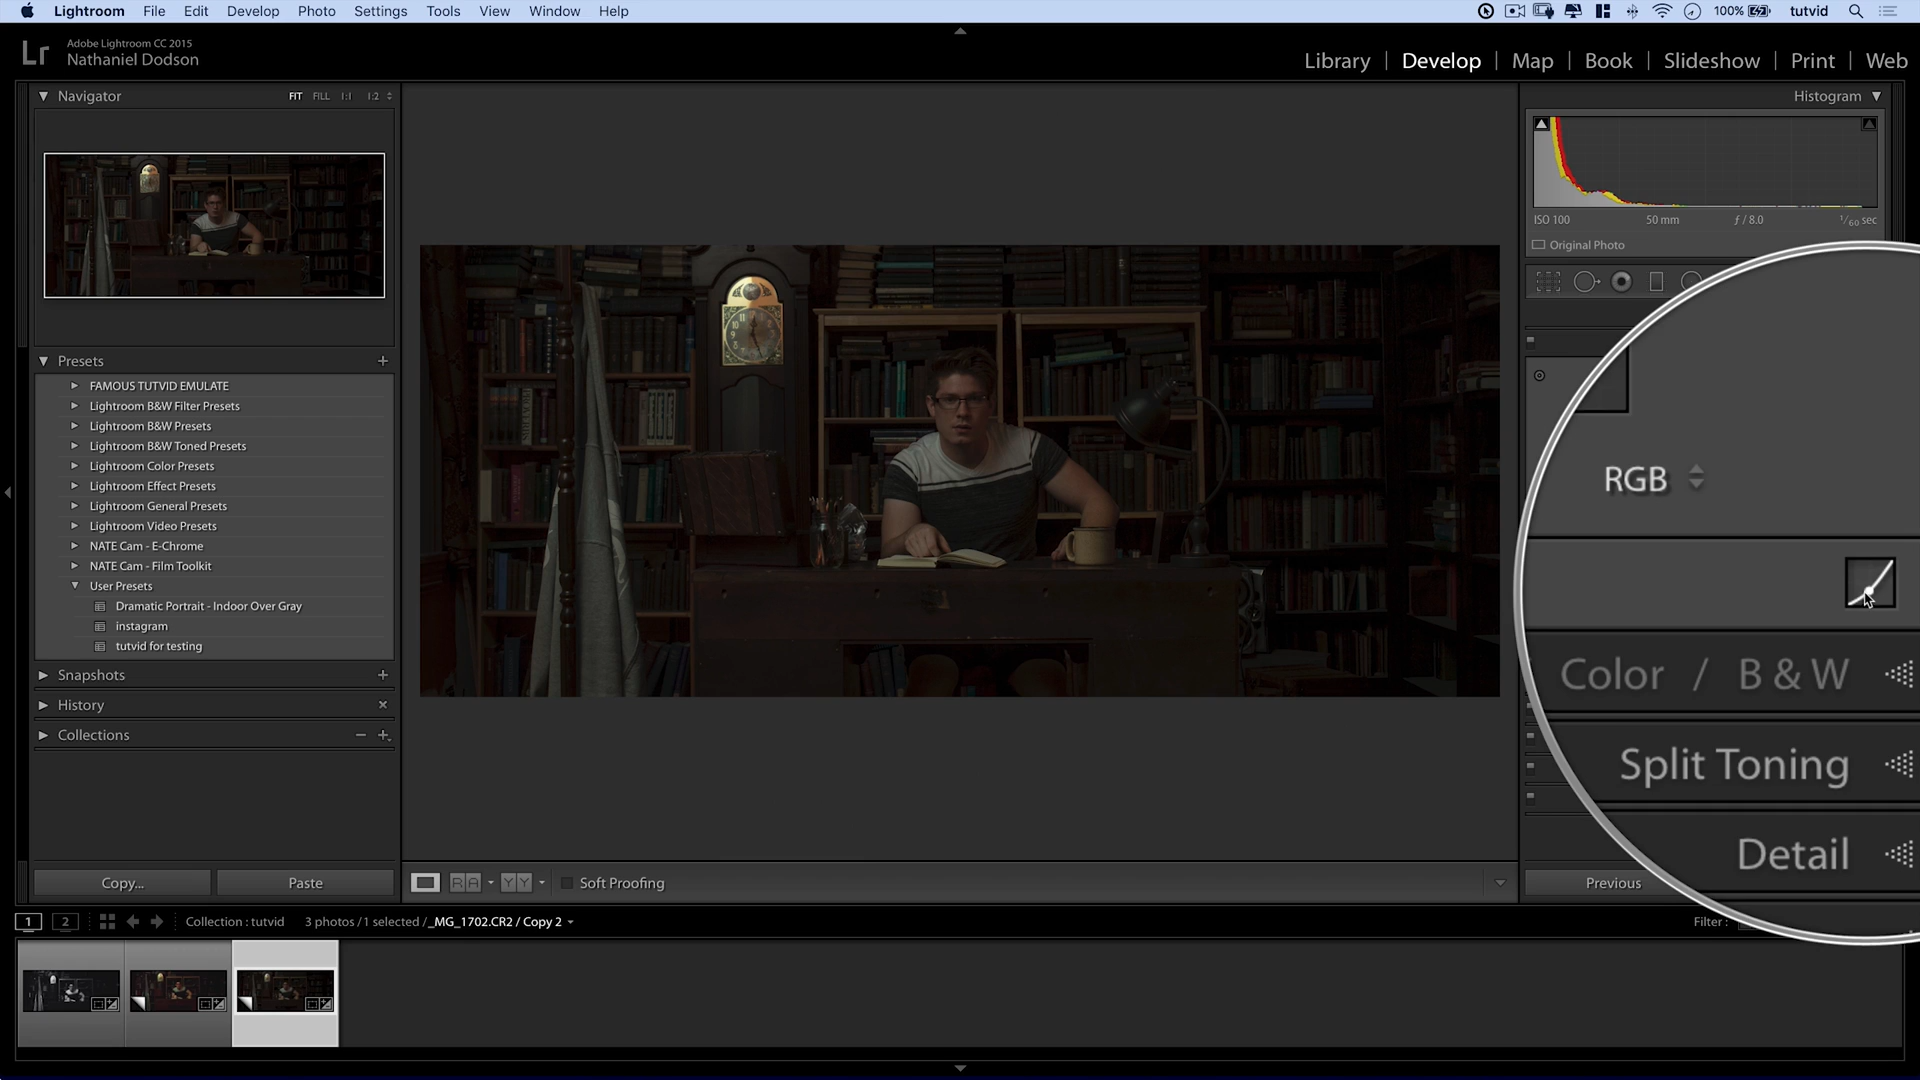 Lightroom File Edit Develop Photo Settings Tools View Window Help 100% tutvid
Lr Adobe Lightroom CC 2015
Nathaniel Dodson
Library | Develop | Map | Book | Slideshow | Print | Web
Navigator FIT FILL 1:1 1:2
Histogram
ISO 100 50 mm ƒ / 8.0 1/60 sec
Original Photo
Presets
FAMOUS TUTVID EMULATE
Lightroom B&W Filter Presets
Lightroom B&W Presets
Lightroom B&W Toned Presets
Lightroom Color Presets
Lightroom Effect Presets
Lightroom General Presets
Lightroom Video Presets
NATE Cam - E-Chrome
NATE Cam - Film Toolkit
User Presets
Dramatic Portrait - Indoor Over Gray
instagram
tutvid for testing
Snapshots
History
Collections
RGB
Color / B & W
Split Toning
Detail
Copy... Paste
R A Y Y Soft Proofing
Previous
1 2 Collection : tutvid 3 photos / 1 selected / _MG_1702.CR2 / Copy 2
Filter :